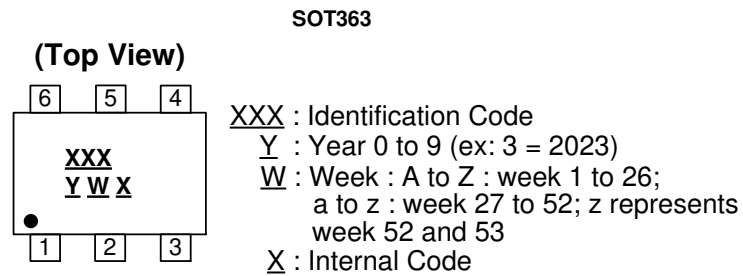 SOT363
(Top View)
6 5 4
XXX
Y W X
1 2 3
XXX : Identification Code
Y : Year 0 to 9 (ex: 3 = 2023)
W : Week : A to Z : week 1 to 26;
a to z : week 27 to 52; z represents
week 52 and 53
X : Internal Code